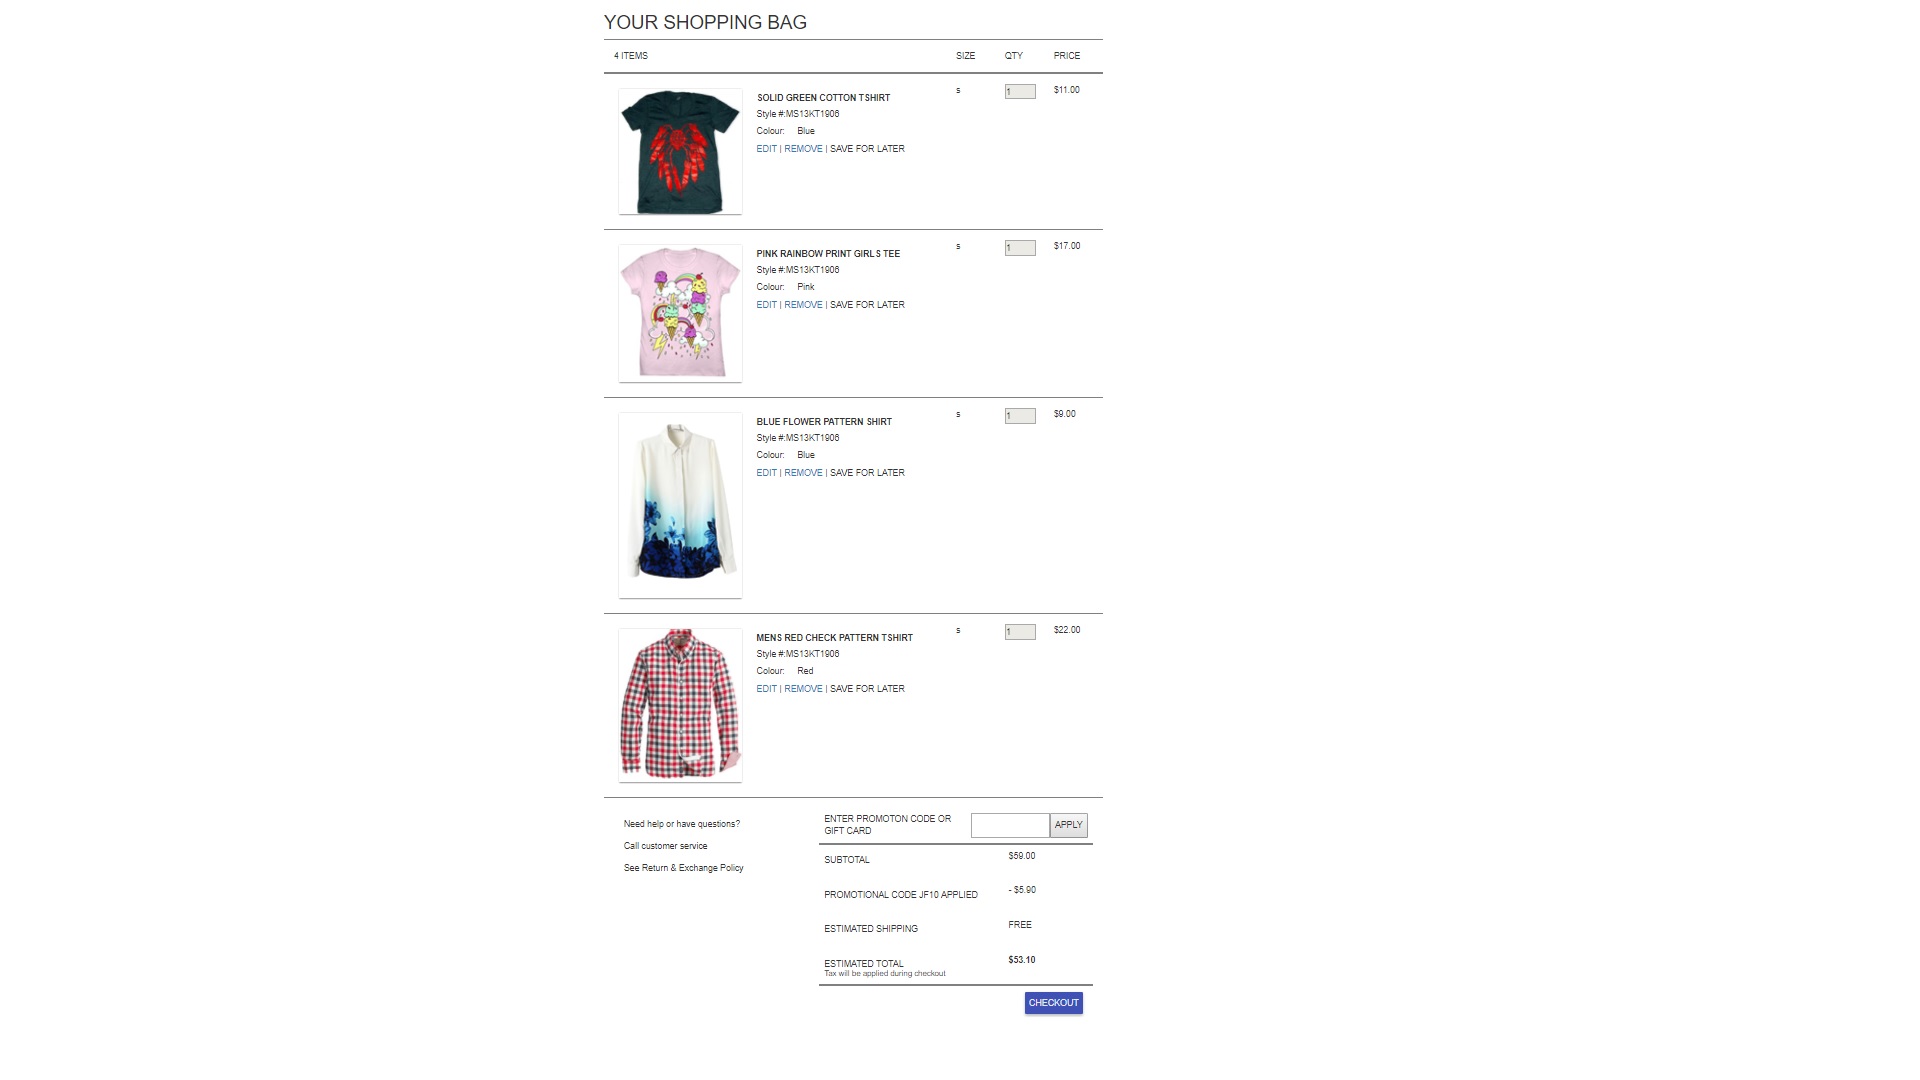 YOUR SHOPPING BAG
4 ITEMS SIZE QTY PRICE
SOLID GREEN COTTON TSHIRT s 1 $11.00
Style #:MS13KT1906
Colour: Blue
EDIT | REMOVE | SAVE FOR LATER
PINK RAINBOW PRINT GIRLS TEE s 1 $17.00
Style #:MS13KT1906
Colour: Pink
EDIT | REMOVE | SAVE FOR LATER
BLUE FLOWER PATTERN SHIRT s 1 $9.00
Style #:MS13KT1906
Colour: Blue
EDIT | REMOVE | SAVE FOR LATER
MENS RED CHECK PATTERN TSHIRT s 1 $22.00
Style #:MS13KT1906
Colour: Red
EDIT | REMOVE | SAVE FOR LATER
Need help or have questions?
Call customer service
See Return & Exchange Policy
ENTER PROMOTON CODE OR
GIFT CARD
APPLY
SUBTOTAL $59.00
PROMOTIONAL CODE JF10 APPLIED - $5.90
ESTIMATED SHIPPING FREE
ESTIMATED TOTAL $53.10
Tax will be applied during checkout
CHECKOUT